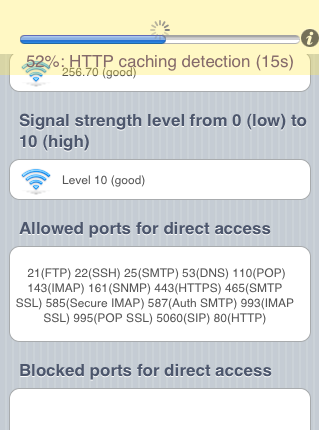 52%: HTTP caching detection (15s)
256.70 (good)
Signal strength level from 0 (low) to
10 (high)
Level 10 (good)
Allowed ports for direct access
21(FTP) 22(SSH) 25(SMTP) 53(DNS) 110(POP)
143(IMAP) 161(SNMP) 443(HTTPS) 465(SMTP
SSL) 585(Secure IMAP) 587(Auth SMTP) 993(IMAP
SSL) 995(POP SSL) 5060(SIP) 80(HTTP)
Blocked ports for direct access